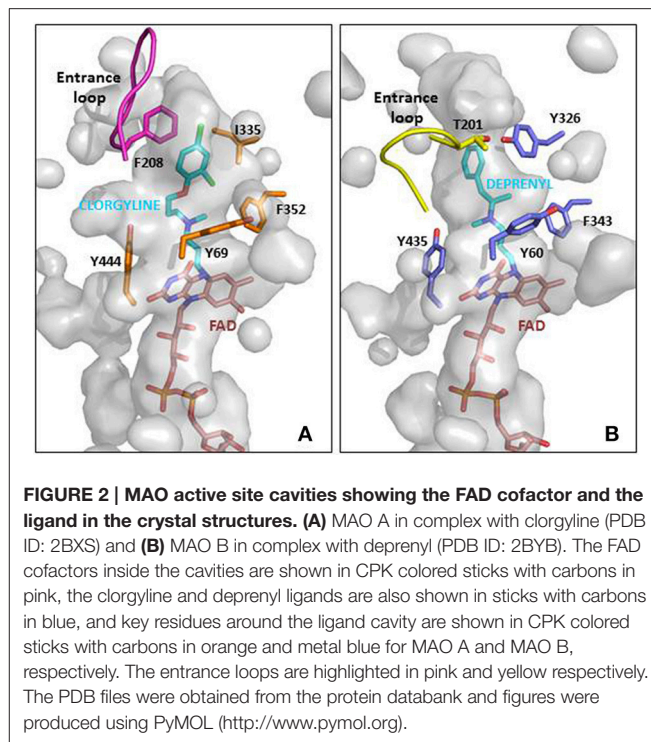 Entrance
loop
F208
I335
CLORGYLINE
F352
Y444
Y69
FAD
A
Entrance
loop
T201
Y326
DEPRENYL
F343
Y435
Y60
FAD
B
FIGURE 2 | MAO active site cavities showing the FAD cofactor and the
ligand in the crystal structures. (A) MAO A in complex with clorgyline (PDB
ID: 2BXS) and (B) MAO B in complex with deprenyl (PDB ID: 2BYB). The FAD
cofactors inside the cavities are shown in CPK colored sticks with carbons in
pink, the clorgyline and deprenyl ligands are also shown in sticks with carbons
in blue, and key residues around the ligand cavity are shown in CPK colored
sticks with carbons in orange and metal blue for MAO A and MAO B,
respectively. The entrance loops are highlighted in pink and yellow respectively.
The PDB files were obtained from the protein databank and figures were
produced using PyMOL (http://www.pymol.org).